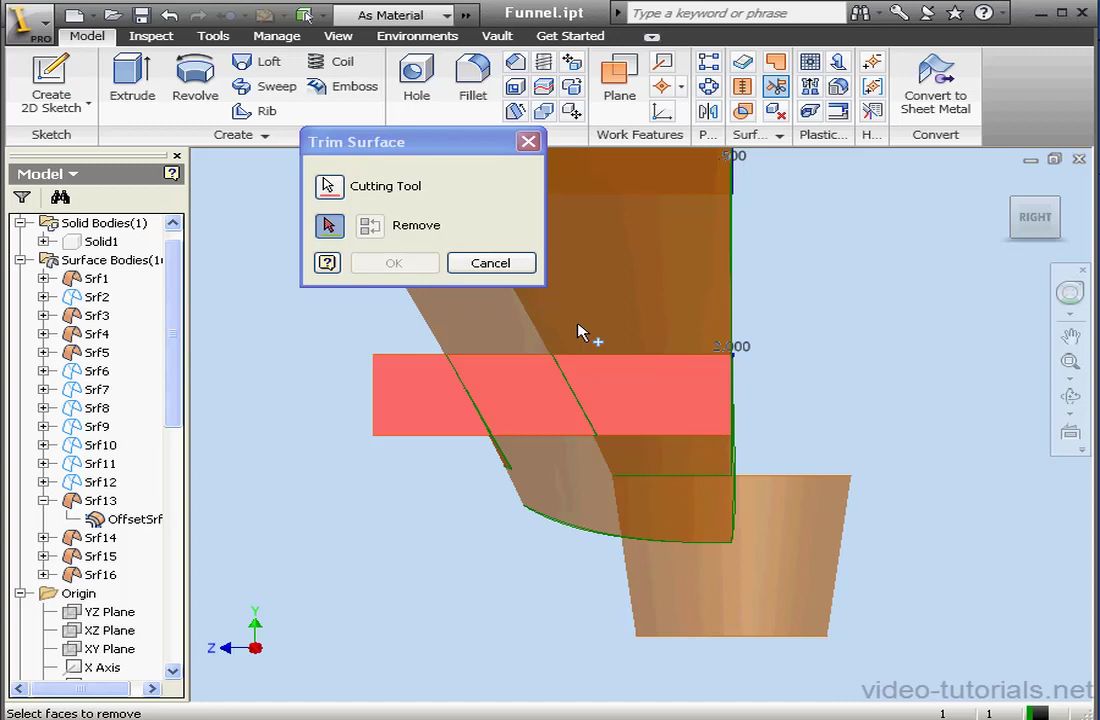 As Material
Funnel.ipt
Type a keyword or phrase
PRO
Model
Inspect
Tools
Manage
View
Environments
Vault
Get Started
Create
2D Sketch
Extrude
Revolve
Loft
Sweep
Rib
Coil
Emboss
Hole
Fillet
Plane
Convert to
Sheet Metal
Sketch
Create
Work Features
P...
Surf...
Plastic...
H...
Convert
Model
Trim Surface
Cutting Tool
Remove
OK
Cancel
Solid Bodies(1)
Solid1
Surface Bodies(1
Srf1
Srf2
Srf3
Srf4
Srf5
Srf6
Srf7
Srf8
Srf9
Srf10
Srf11
Srf12
Srf13
OffsetSrf
Srf14
Srf15
Srf16
Origin
YZ Plane
XZ Plane
XY Plane
X Axis
.500
2.000
RIGHT
Y
Z
video-tutorials.net
Select faces to remove
1
1